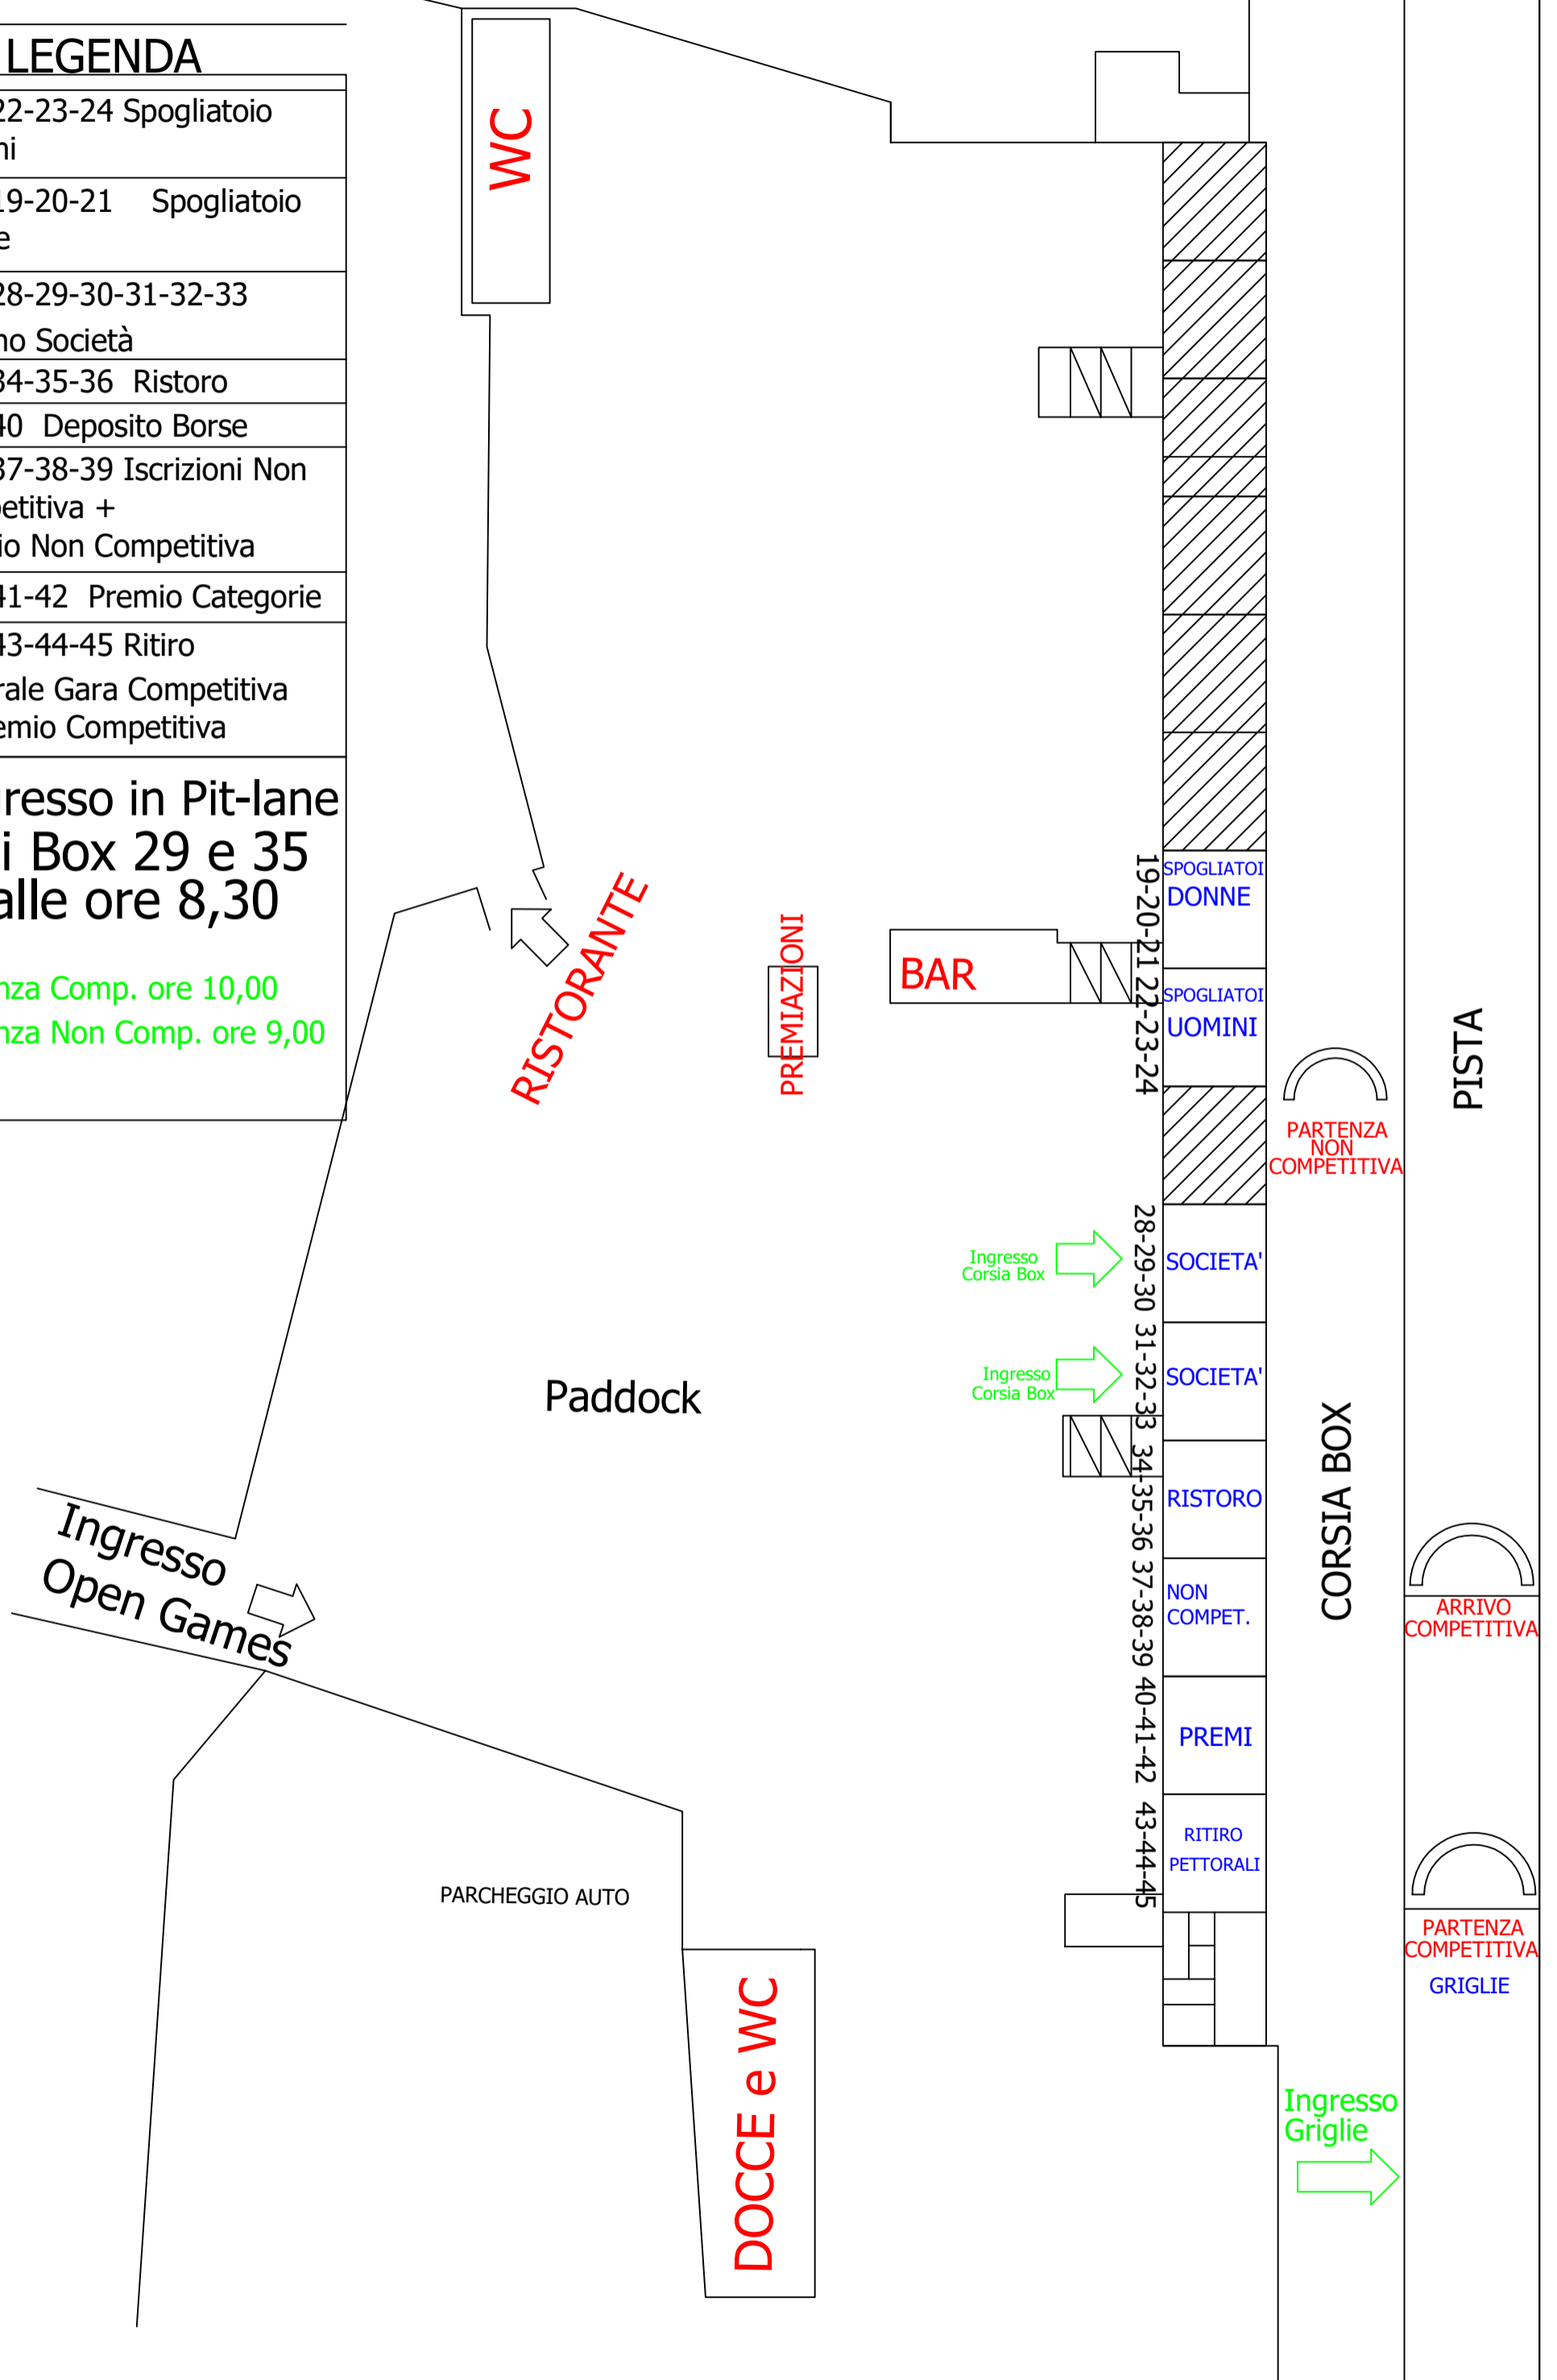 LEGENDA
22-23-24 Spogliatoio
ni
19-20-21 Spogliatoio
e
28-29-30-31-32-33
no Società
34-35-36 Ristoro
40 Deposito Borse
37-38-39 Iscrizioni Non
petitiva +
io Non Competitiva
41-42 Premio Categorie
43-44-45 Ritiro
rale Gara Competitiva
emio Competitiva
resso in Pit-lane
i Box 29 e 35
alle ore 8,30
nza Comp. ore 10,00
nza Non Comp. ore 9,00
WC
RISTORANTE
PREMIAZIONI
BAR
19-20-21
SPOGLIATOI
DONNE
22-23-24
SPOGLIATOI
UOMINI
PARTENZA
NON
COMPETITIVA
PISTA
Ingresso
Corsia Box
28-29-30
SOCIETA'
Ingresso
Corsia Box
31-32-33
SOCIETA'
Paddock
34-35-36
RISTORO
CORSIA BOX
Ingresso
Open Games
37-38-39
NON
COMPET.
ARRIVO
COMPETITIVA
40-41-42
PREMI
43-44-45
RITIRO
PETTORALI
PARCHEGGIO AUTO
PARTENZA
COMPETITIVA
GRIGLIE
DOCCE e WC
Ingresso
Griglie